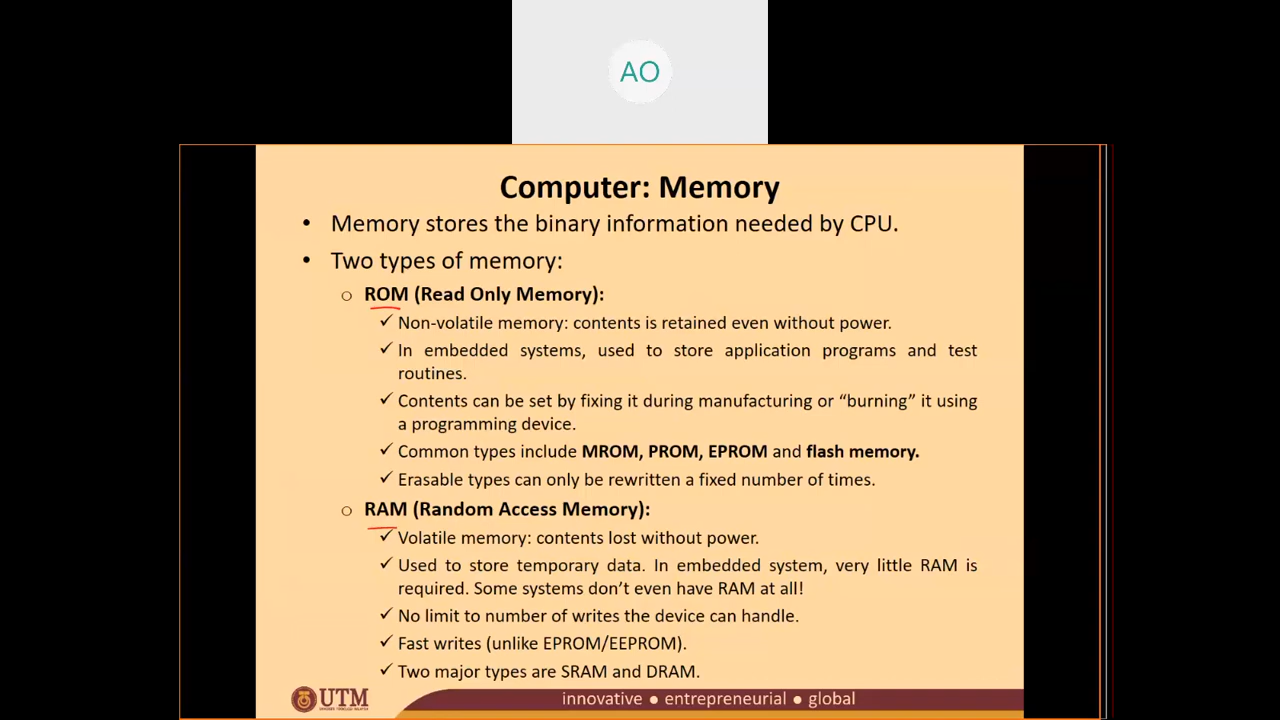 AO
Computer: Memory
• Memory stores the binary information needed by CPU.
• Two types of memory:
o ROM (Read Only Memory):
✓ Non-volatile memory: contents is retained even without power.
✓ In embedded systems, used to store application programs and test
routines.
✓ Contents can be set by fixing it during manufacturing or “burning” it using
a programming device.
✓ Common types include MROM, PROM, EPROM and flash memory.
✓ Erasable types can only be rewritten a fixed number of times.
o RAM (Random Access Memory):
✓ Volatile memory: contents lost without power.
✓ Used to store temporary data. In embedded system, very little RAM is
required. Some systems don’t even have RAM at all!
✓ No limit to number of writes the device can handle.
✓ Fast writes (unlike EPROM/EEPROM).
✓ Two major types are SRAM and DRAM.
UTM
innovative ● entrepreneurial ● global